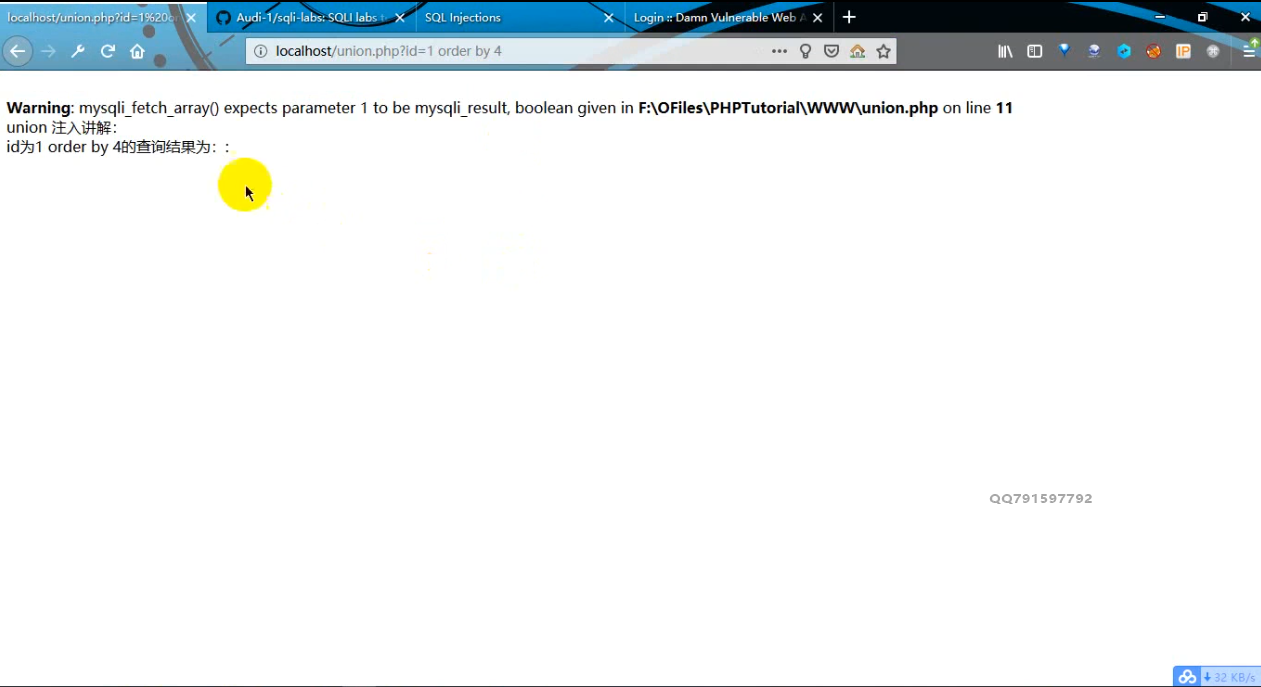 localhost/union.php?id=1%20or
Audi-1/sqli-labs: SQLI labs t
SQL Injections
Login :: Damn Vulnerable Web A
localhost/union.php?id=1 order by 4
IP
Warning: mysqli_fetch_array() expects parameter 1 to be mysqli_result, boolean given in F:\OFiles\PHPTutorial\WWW\union.php on line 11
union 注入讲解：
id为1 order by 4的查询结果为：:
QQ791597792
32 KB/s